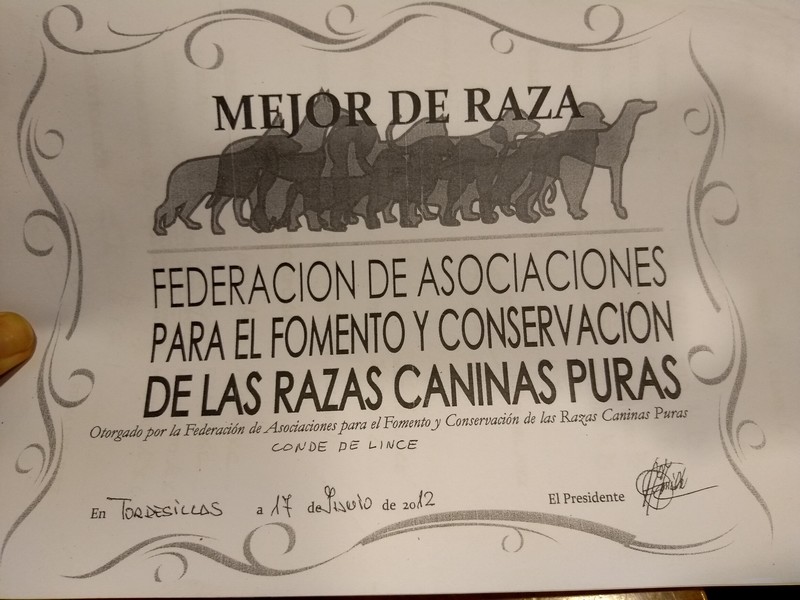 MEJOR DE RAZA
FEDERACION DE ASOCIACIONES
PARA EL FOMENTO Y CONSERVACION
DE LAS RAZAS CANINAS PURAS
Otorgado por la Federación de Asociaciones para el Fomento y Conservación de las Razas Caninas Puras
CONDE DE LINCE
En TORDESILLAS a 17 de Junio de 2012
El Presidente